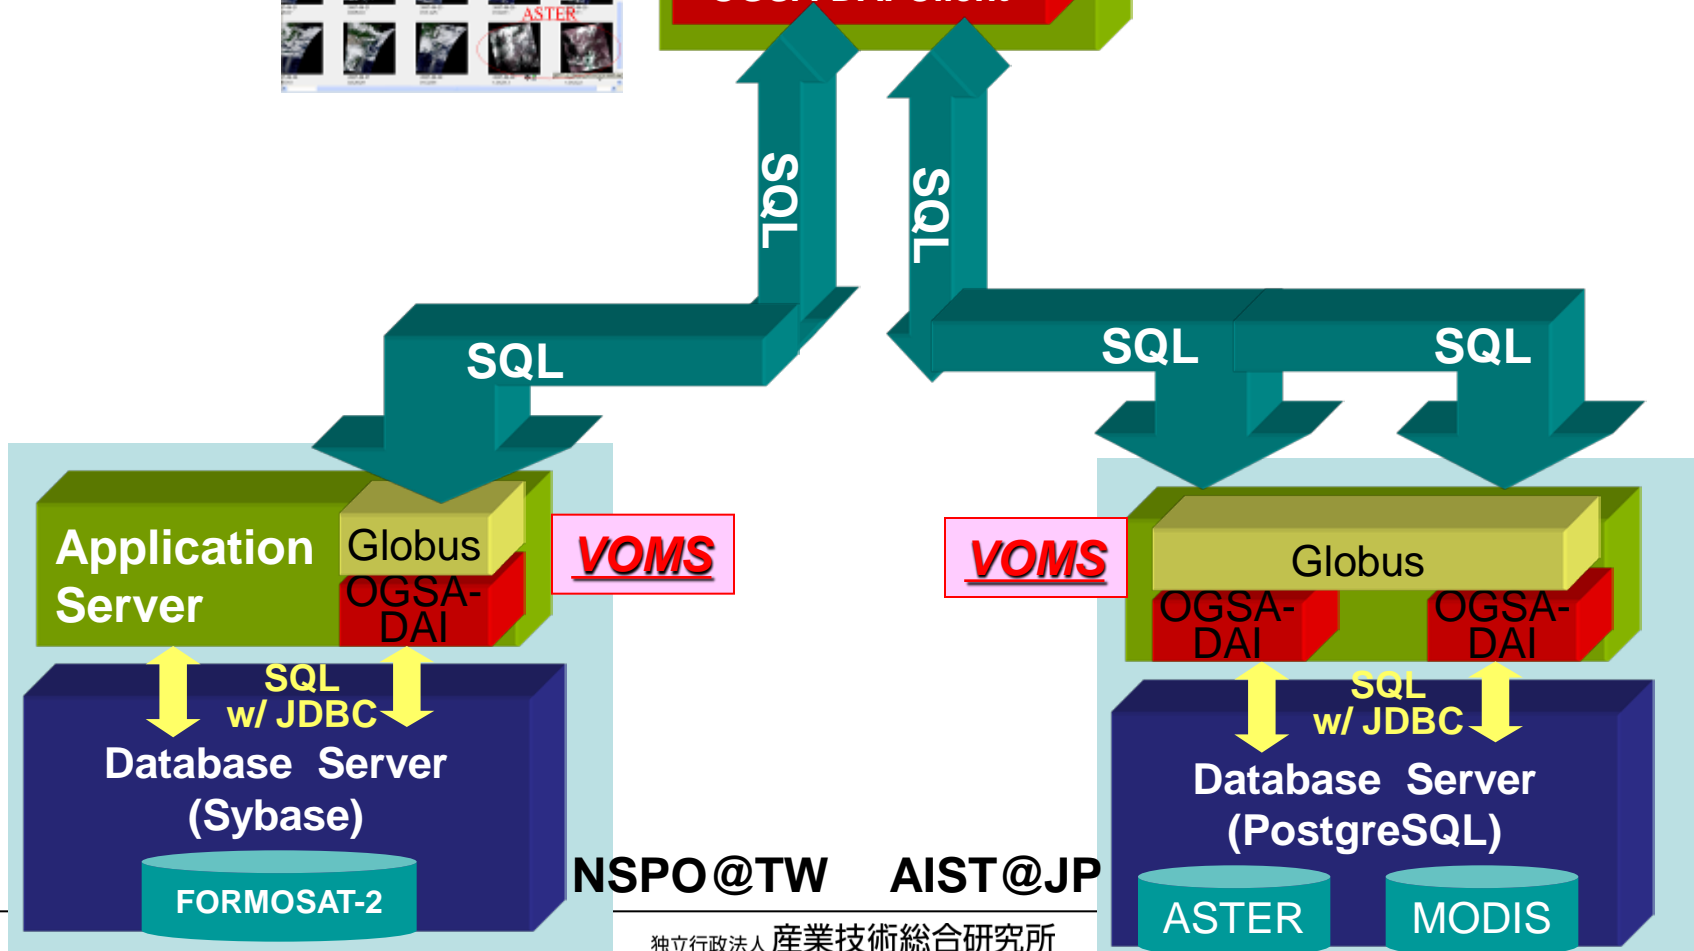 ASTER
SQL
SQL
SQL
SQL
SQL
Application
Server
Globus
OGSA-
DAI
VOMS
VOMS
Globus
OGSA-
DAI
OGSA-
DAI
SQL
w/ JDBC
Database Server
(Sybase)
FORMOSAT-2
SQL
w/ JDBC
Database Server
(PostgreSQL)
ASTER
MODIS
NSPO@TW
AIST@JP
独立行政法人 産業技術総合研究所